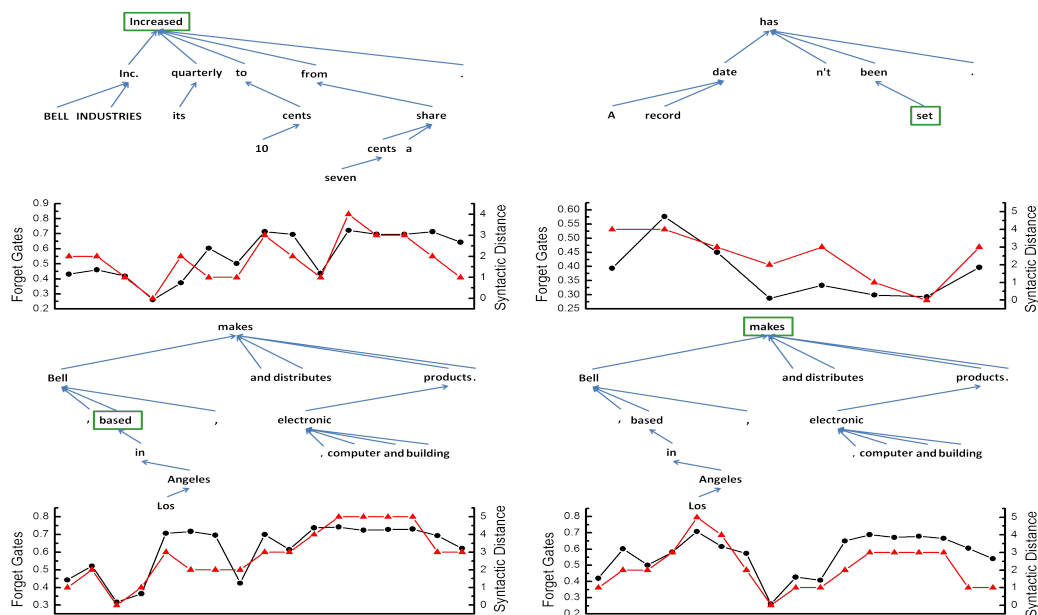 Increased
Inc. quarterly to from .
BELL INDUSTRIES its cents share
10 cents a
seven
0.9
0.8
0.7
0.6
0.5
0.4
0.3
0.2
Forget Gates
4
3
2
1
0
Syntactic Distance
has
date n't been .
A record set
0.60
0.55
0.50
0.45
0.40
0.35
0.30
0.25
Forget Gates
5
4
3
2
1
0
Syntactic Distance
makes
Bell and distributes products .
, based , electronic
in , computer and building
Angeles
Los
0.8
0.7
0.6
0.5
0.4
0.3
Forget Gates
5
4
3
2
1
0
Syntactic Distance
makes
Bell and distributes products .
, based , electronic
in , computer and building
Angeles
Los
0.8
0.7
0.6
0.5
0.4
0.3
0.2
Forget Gates
5
4
3
2
1
0
Syntactic Distance